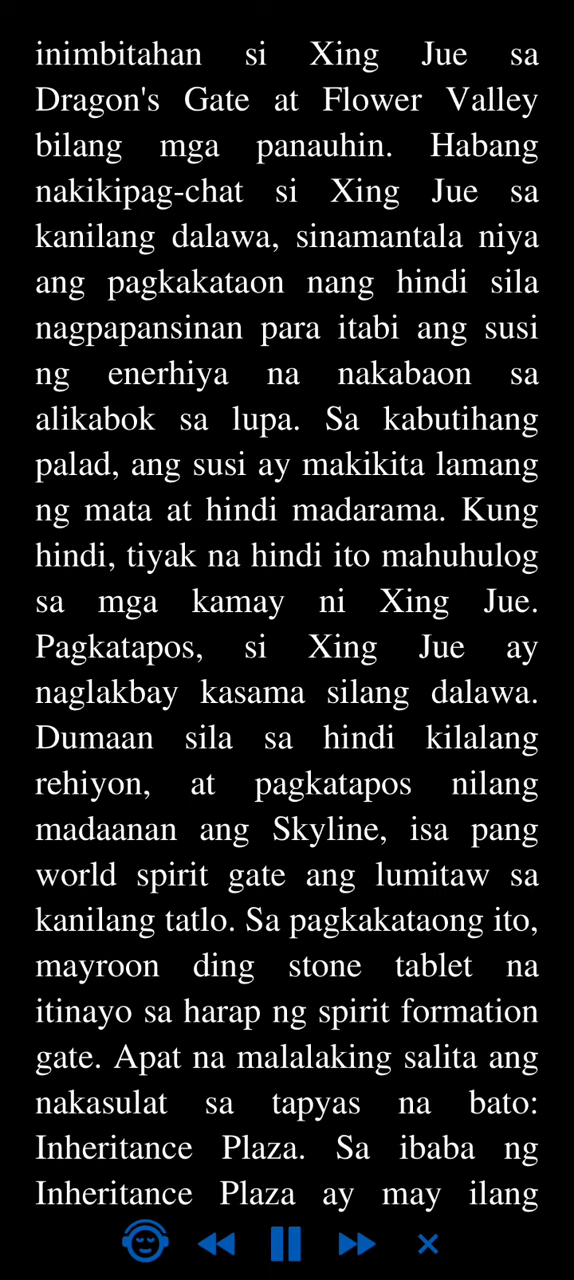 inimbitahan si Xing Jue sa
Dragon's Gate at Flower Valley
bilang mga panauhin. Habang
nakikipag-chat si Xing Jue sa
kanilang dalawa, sinamantala niya
ang pagkakataon nang hindi sila
nagpapansinan para itabi ang susi
ng enerhiya na nakabaon sa
alikabok sa lupa. Sa kabutihang
palad, ang susi ay makikita lamang
ng mata at hindi madarama. Kung
hindi, tiyak na hindi ito mahuhulog
sa mga kamay ni Xing Jue.
Pagkatapos, si Xing Jue ay
naglakbay kasama silang dalawa.
Dumaan sila sa hindi kilalang
rehiyon, at pagkatapos nilang
madaanan ang Skyline, isa pang
world spirit gate ang lumitaw sa
kanilang tatlo. Sa pagkakataong ito,
mayroon ding stone tablet na
itinayo sa harap ng spirit formation
gate. Apat na malalaking salita ang
nakasulat sa tapyas na bato:
Inheritance Plaza. Sa ibaba ng
Inheritance Plaza ay may ilang